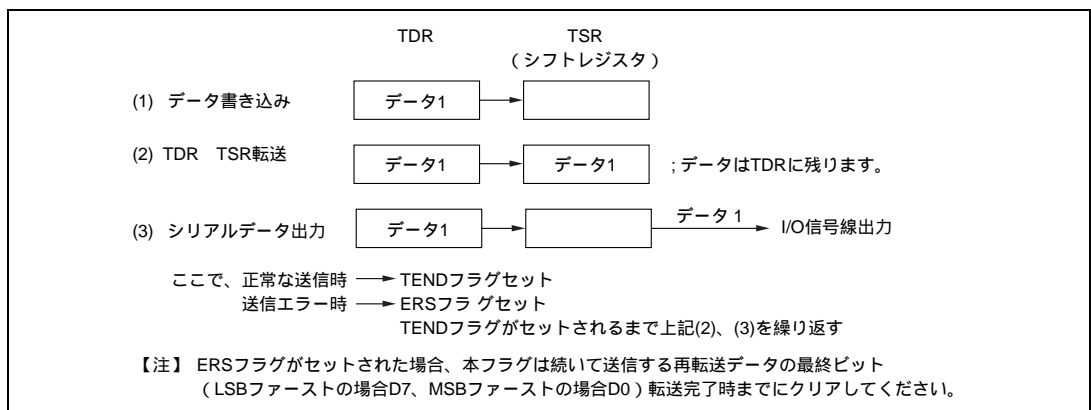 TDR TSR
(シフトレジスタ)
(1) データ書き込み データ1
(2) TDR TSR転送 データ1 データ1 ;データはTDRに残ります。
(3) シリアルデータ出力 データ1 データ1 I/O信号線出力
ここで、正常な送信時 TENDフラグセット
送信エラー時 ERSフラグセット
TENDフラグがセットされるまで上記(2)、(3)を繰り返す
【注】 ERSフラグがセットされた場合、本フラグは続いて送信する再転送データの最終ビット
(LSBファーストの場合D7、MSBファーストの場合D0)転送完了時までにクリアしてください。